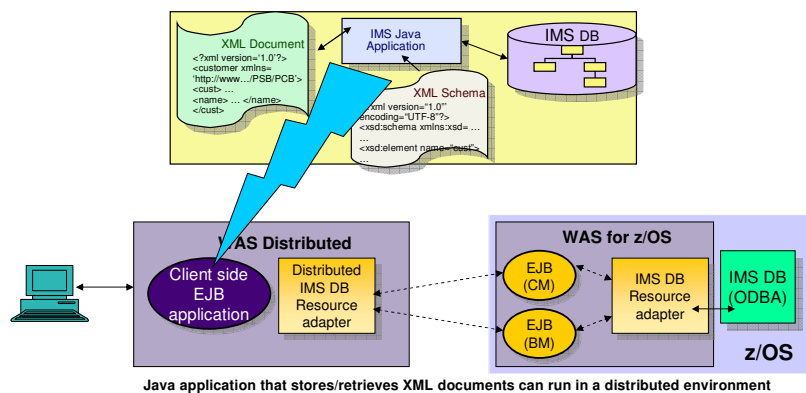 XML Document
<?xml version='1.0'?>
<customer xmlns=
'http://www…/PSB/PCB'>
<cust> …
<name> … </name>
</cust>
IMS Java
Application
IMS DB
XML Schema
xml version="1.0"
encoding="UTF-8"?>
<xsd:schema xmlns:xsd= …
…
<xsd:element name="cust">
…
WAS Distributed
Client side
EJB
application
Distributed
IMS DB
Resource
adapter
WAS for z/OS
EJB
(CM)
EJB
(BM)
IMS DB
Resource
adapter
IMS DB
(ODBA)
z/OS
Java application that stores/retrieves XML documents can run in a distributed environment